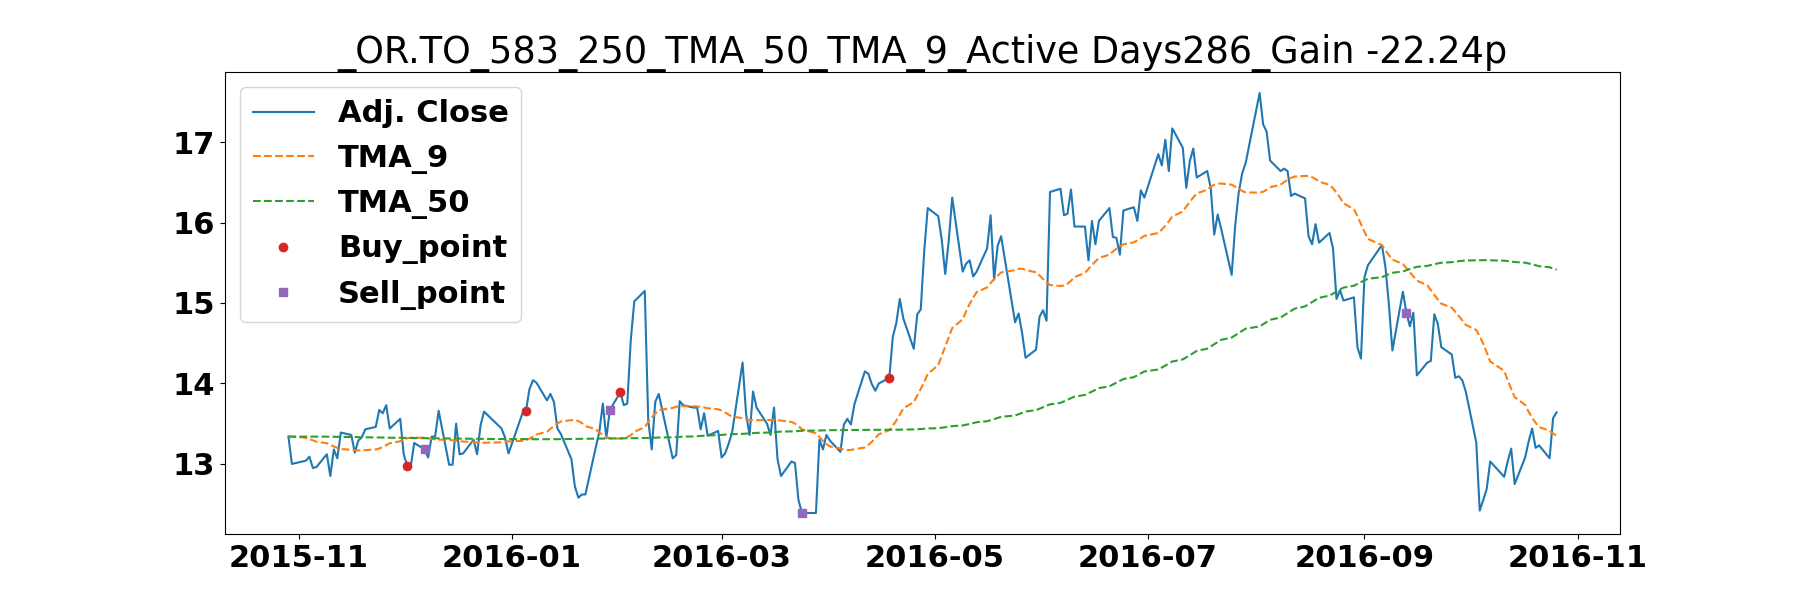 _OR.TO_583_250_TMA_50_TMA_9_Active Days286_Gain -22.24p
Adj. Close
TMA_9
TMA_50
Buy_point
Sell_point
17
16
15
14
13
2015-11 2016-01 2016-03 2016-05 2016-07 2016-09 2016-11